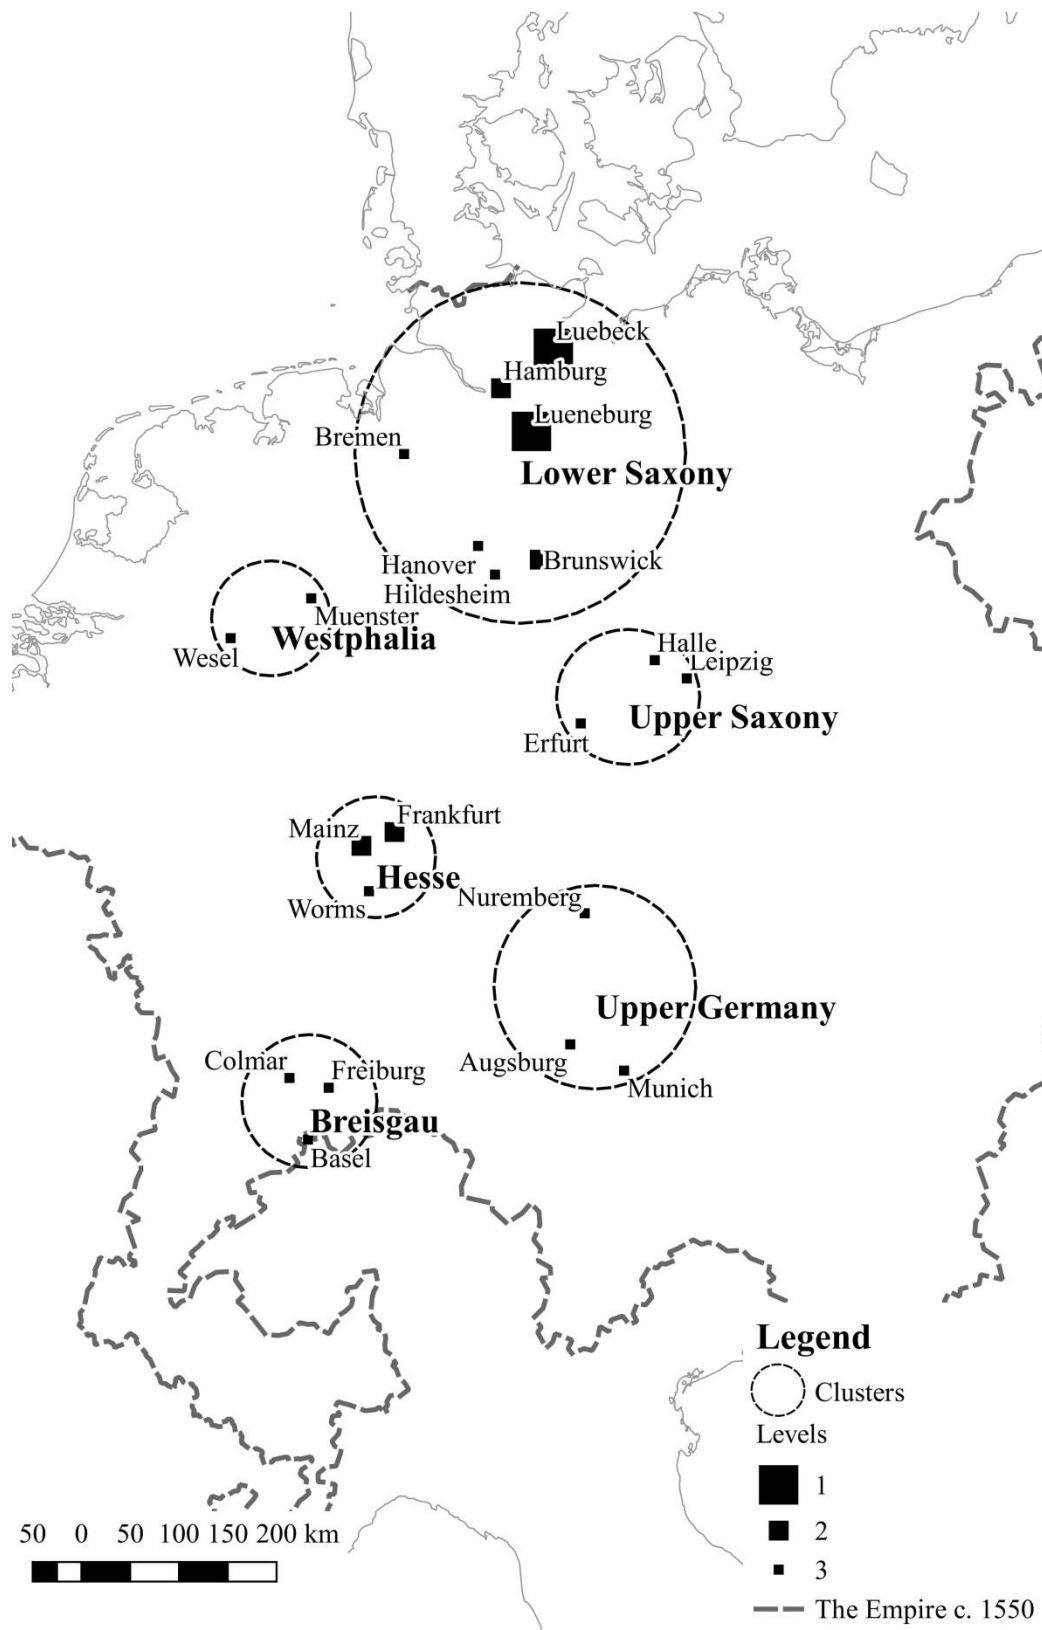 Luebeck
Hamburg
Lueneburg
Bremen
Lower Saxony
Hanover
Brunswick
Hildesheim
Muenster
Westphalia
Wesel
Halle
Leipzig
Upper Saxony
Erfurt
Frankfurt
Mainz
Hesse
Worms
Nuremberg
Upper Germany
Augsburg
Munich
Colmar
Freiburg
Breisgau
Basel
Legend
Clusters
Levels
1
2
3
The Empire c. 1550
50 0 50 100 150 200 km